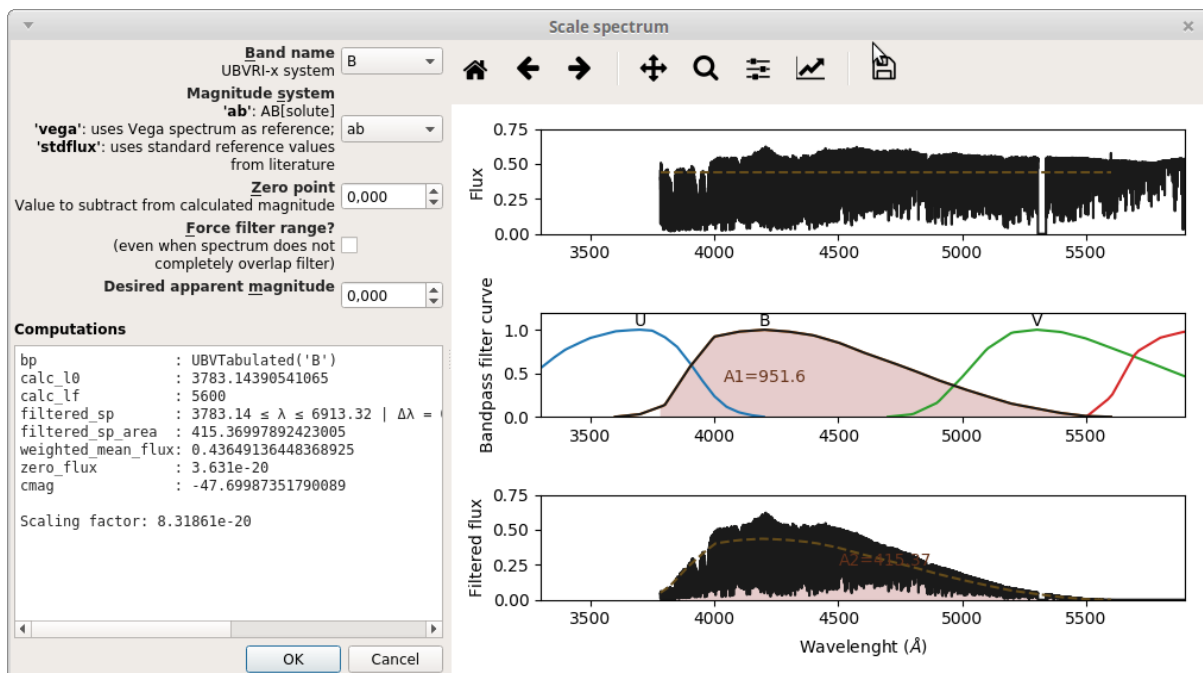 Scale spectrum
Band name
UBVRI-x system
B
Magnitude system
'ab': AB[solute]
'vega': uses Vega spectrum as reference;
'stdflux': uses standard reference values
from literature
ab
Zero point
Value to subtract from calculated magnitude
0,000
Force filter range?
(even when spectrum does not
completely overlap filter)
Desired apparent magnitude
0,000
Computations
bp : UBVTabulated('B')
calc_l0 : 3783.14390541065
calc_lf : 5600
filtered_sp : 3783.14 ≤ λ ≤ 6913.32 | Δλ =
filtered_sp_area : 415.36997892423005
weighted_mean_flux: 0.43649136448368925
zero_flux : 3.631e-20
cmag : -47.69987351790089
Scaling factor: 8.31861e-20
OK
Cancel
Flux
0.75
0.50
0.25
0.00
3500 4000 4500 5000 5500
Bandpass filter curve
1.0
0.5
0.0
U B V
A1=951.6
3500 4000 4500 5000 5500
Filtered flux
0.75
0.50
0.25
0.00
A2=415.37
3500 4000 4500 5000 5500
Wavelenght (Å)